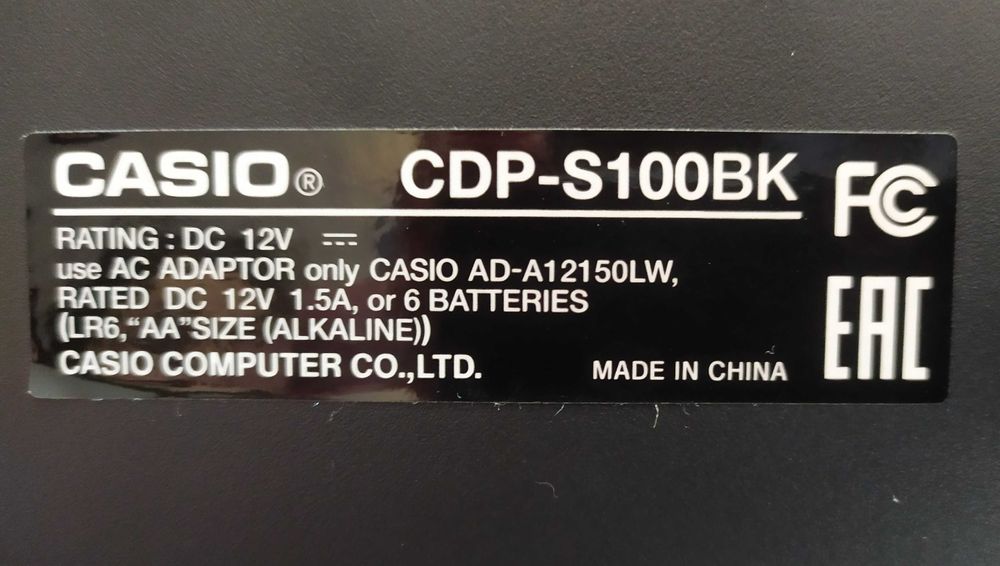 CASIO® CDP-S100BK
FC
RATING : DC 12V ⎓
use AC ADAPTOR only CASIO AD-A12150LW,
RATED DC 12V 1.5A, or 6 BATTERIES
(LR6,“AA”SIZE (ALKALINE))
CASIO COMPUTER CO.,LTD. MADE IN CHINA
EAC